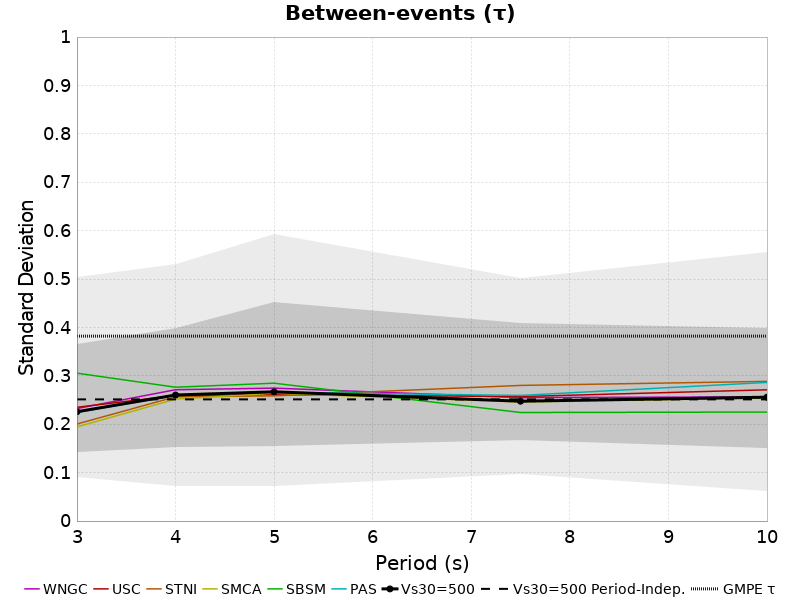 Between-events (τ)
Standard Deviation
1
0.9
0.8
0.7
0.6
0.5
0.4
0.3
0.2
0.1
0
3 4 5 6 7 8 9 10
Period (s)
WNGC USC STNI SMCA SBSM PAS Vs30=500 Vs30=500 Period-Indep. GMPE τ